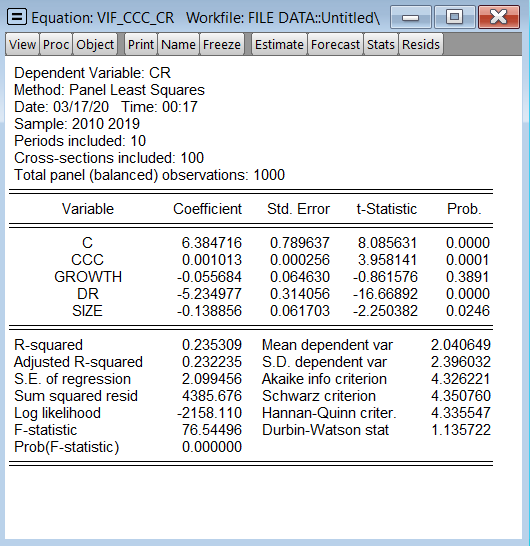 Equation: VIF_CCC_CR Workfile: FILE DATA::Untitled\
View Proc Object Print Name Freeze Estimate Forecast Stats Resids
Dependent Variable: CR
Method: Panel Least Squares
Date: 03/17/20 Time: 00:17
Sample: 2010 2019
Periods included: 10
Cross-sections included: 100
Total panel (balanced) observations: 1000
Variable Coefficient Std. Error t-Statistic Prob.
C 6.384716 0.789637 8.085631 0.0000
CCC 0.001013 0.000256 3.958141 0.0001
GROWTH -0.055684 0.064630 -0.861576 0.3891
DR -5.234977 0.314056 -16.66892 0.0000
SIZE -0.138856 0.061703 -2.250382 0.0246
R-squared 0.235309 Mean dependent var 2.040649
Adjusted R-squared 0.232235 S.D. dependent var 2.396032
S.E. of regression 2.099456 Akaike info criterion 4.326221
Sum squared resid 4385.676 Schwarz criterion 4.350760
Log likelihood -2158.110 Hannan-Quinn criter. 4.335547
F-statistic 76.54496 Durbin-Watson stat 1.135722
Prob(F-statistic) 0.000000